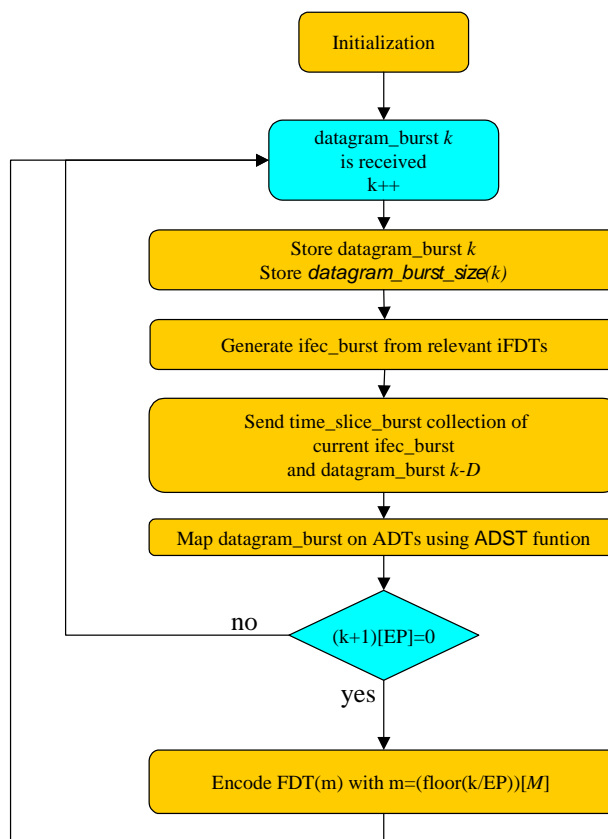 Initialization
datagram_burst k
is received
k++
Store datagram_burst k
Store datagram_burst_size(k)
Generate ifec_burst from relevant iFDTs
Send time_slice_burst collection of
current ifec_burst
and datagram_burst k-D
Map datagram_burst on ADTs using ADST funtion
no
(k+1)[EP]=0
yes
Encode FDT(m) with m=(floor(k/EP))[M]